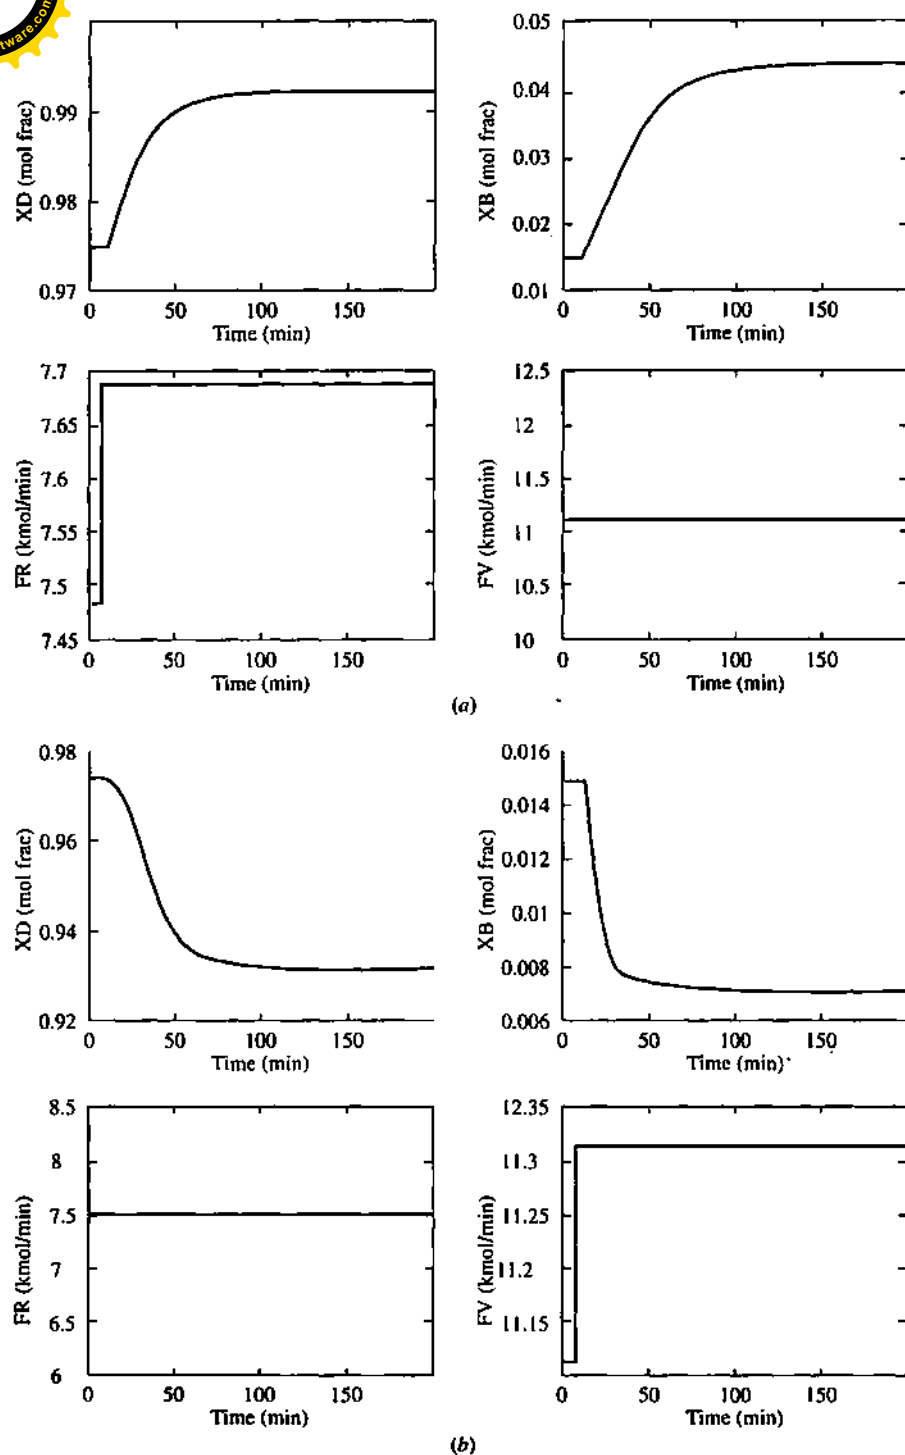 tware.com
0.99
0.98
0.97
XD (mol frac)
0 50 100 150
Time (min)
0.05
0.04
0.03
0.02
0.01
XB (mol frac)
0 50 100 150
Time (min)
7.7
7.65
7.6
7.55
7.5
7.45
FR (kmol/min)
0 50 100 150
Time (min)
12.5
12
11.5
11
10.5
10
FV (kmol/min)
0 50 100 150
Time (min)
(a)
0.98
0.96
0.94
0.92
XD (mol frac)
0 50 100 150
Time (min)
0.016
0.014
0.012
0.01
0.008
0.006
XB (mol frac)
0 50 100 150
Time (min)
8.5
8
7.5
7
6.5
6
FR (kmol/min)
0 50 100 150
Time (min)
12.35
11.3
11.25
11.2
11.15
FV (kmol/min)
0 50 100 150
Time (min)
(b)